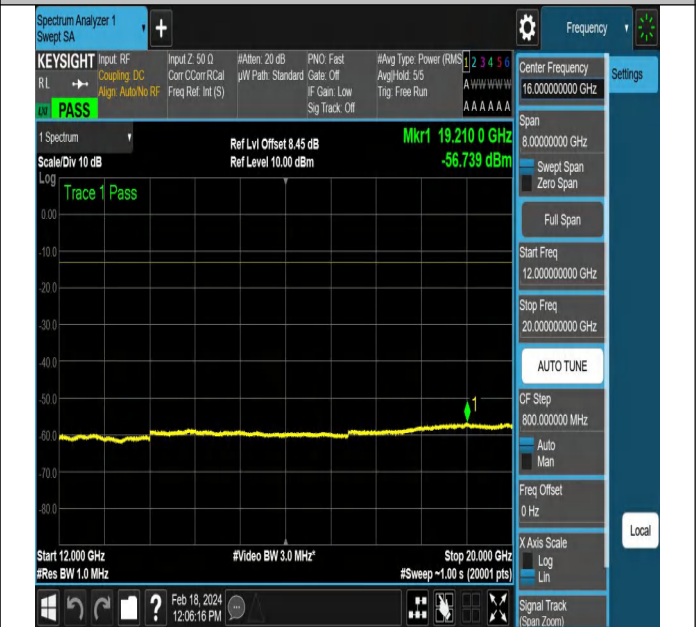 Spectrum Analyzer 1
Swept SA
+
Frequency
KEYSIGHT
RL
PASS
Input: RF
Coupling: DC
Align: Auto/No RF
Input Z: 50 Ω
Corr CCorr RCal
Freq Ref: Int (S)
#Atten: 20 dB
µW Path: Standard
PNO: Fast
Gate: Off
IF Gain: Low
Sig Track: Off
#Avg Type: Power (RMS
Avg|Hold: 5/5
Trig: Free Run
1 2 3 4 5 6
A W W W W W
A A A A A A
1 Spectrum
Scale/Div 10 dB
Log
Ref Lvl Offset 8.45 dB
Ref Level 10.00 dBm
Mkr1 19.210 0 GHz
-56.739 dBm
Trace 1 Pass
0.00
-10.0
-20.0
-30.0
-40.0
-50.0
-60.0
-70.0
-80.0
1
Start 12.000 GHz
#Res BW 1.0 MHz
#Video BW 3.0 MHz*
Stop 20.000 GHz
#Sweep ~1.00 s (20001 pts)
?
Feb 18, 2024
12:06:16 PM
Center Frequency
16.000000000 GHz
Settings
Span
8.00000000 GHz
Swept Span
Zero Span
Full Span
Start Freq
12.000000000 GHz
Stop Freq
20.000000000 GHz
AUTO TUNE
CF Step
800.000000 MHz
Auto
Man
Freq Offset
0 Hz
X Axis Scale
Log
Lin
Local
Signal Track
(Span Zoom)